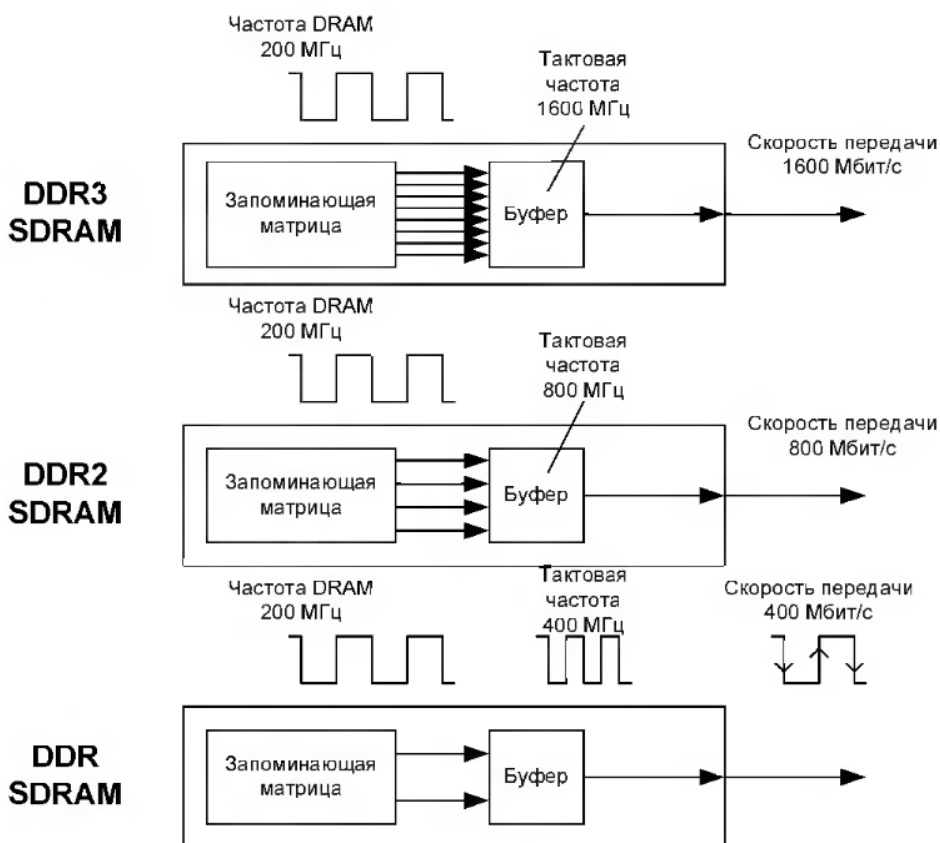 Частота DRAM
200 МГц
Тактовая
частота
1600 МГц
Скорость передачи
1600 Мбит/с
DDR3
SDRAM
Запоминающая
матрица
Буфер
Частота DRAM
200 МГц
Тактовая
частота
800 МГц
Скорость передачи
800 Мбит/с
DDR2
SDRAM
Запоминающая
матрица
Буфер
Частота DRAM
200 МГц
Тактовая
частота
400 МГц
Скорость передачи
400 Мбит/с
DDR
SDRAM
Запоминающая
матрица
Буфер